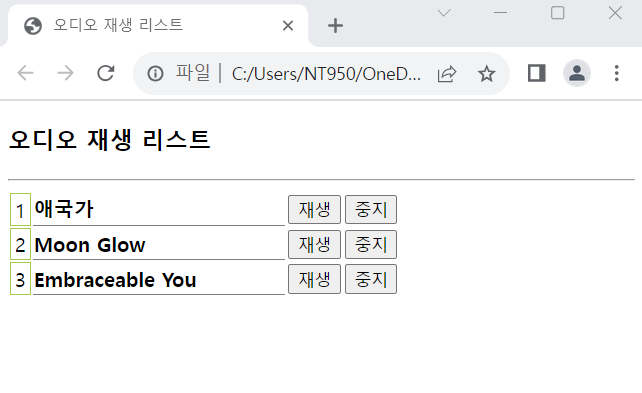 오디오 재생 리스트
파일 | C:/Users/NT950/OneD...
오디오 재생 리스트
1 애국가 재생 중지
2 Moon Glow 재생 중지
3 Embraceable You 재생 중지